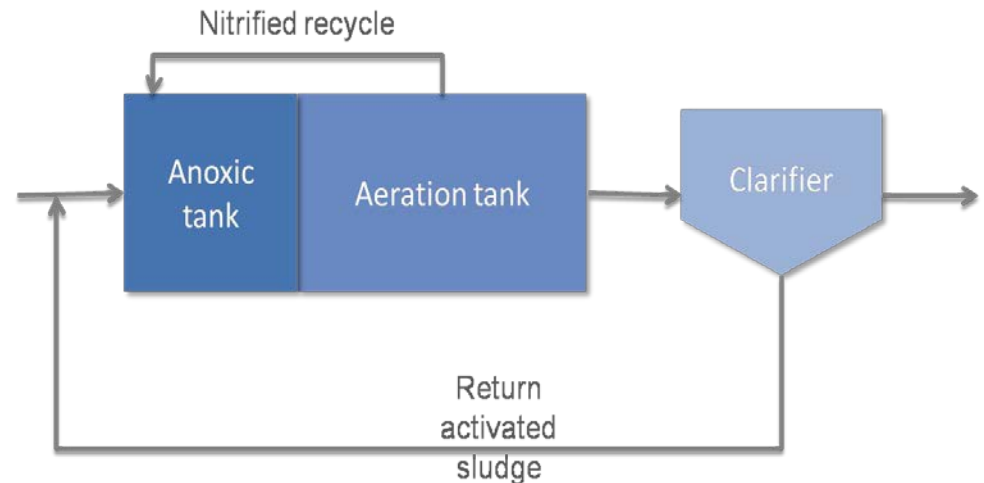 Nitrified recycle
Anoxic
tank
Aeration tank
Clarifier
Return
activated
sludge